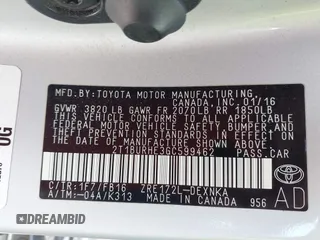 MFD.BY:TOYOTA MOTOR MANUFACTURING,
CANADA, INC. 01/16
GVWR 3820 LB GAWR FR 2070LB RR 1850LB
THIS VEHICLE CONFORMS TO ALL APPLICABLE
FEDERAL MOTOR VEHICLE SAFETY, BUMPER, AND
THEFT PREVENTION STANDARDS IN EFFECT ON
THE DATE OF MANUFACTURE SHOWN ABOVE.
2T1BURHE3GC599462 PASS.CAR
C/TR:1F7/FB16 ZRE172L-DEXNKA
A/TM:-04A/K313 MADE IN CANADA 956
AD
DG
DREAMBID